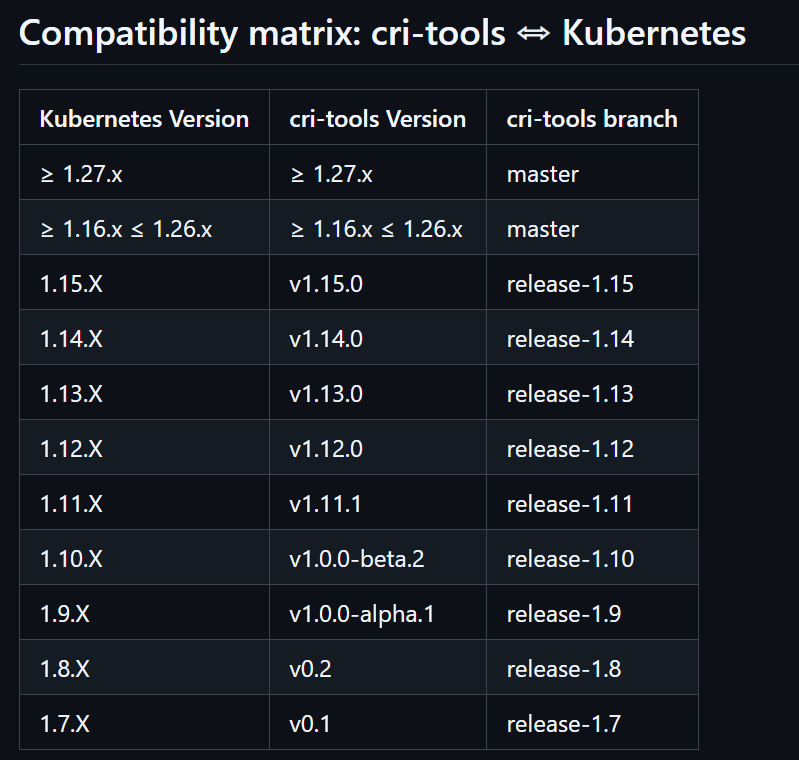 Compatibility matrix: cri-tools ⇔ Kubernetes
Kubernetes Version cri-tools Version cri-tools branch
≥ 1.27.x ≥ 1.27.x master
≥ 1.16.x ≤ 1.26.x ≥ 1.16.x ≤ 1.26.x master
1.15.X v1.15.0 release-1.15
1.14.X v1.14.0 release-1.14
1.13.X v1.13.0 release-1.13
1.12.X v1.12.0 release-1.12
1.11.X v1.11.1 release-1.11
1.10.X v1.0.0-beta.2 release-1.10
1.9.X v1.0.0-alpha.1 release-1.9
1.8.X v0.2 release-1.8
1.7.X v0.1 release-1.7